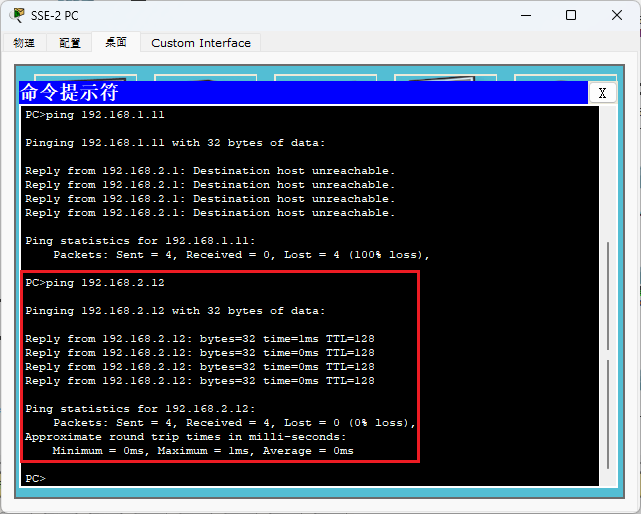 SSE-2 PC
物理 配置 桌面 Custom Interface
命令提示符 X
PC>ping 192.168.1.11
Pinging 192.168.1.11 with 32 bytes of data:
Reply from 192.168.2.1: Destination host unreachable.
Reply from 192.168.2.1: Destination host unreachable.
Reply from 192.168.2.1: Destination host unreachable.
Reply from 192.168.2.1: Destination host unreachable.
Ping statistics for 192.168.1.11:
Packets: Sent = 4, Received = 0, Lost = 4 (100% loss),
PC>ping 192.168.2.12
Pinging 192.168.2.12 with 32 bytes of data:
Reply from 192.168.2.12: bytes=32 time=1ms TTL=128
Reply from 192.168.2.12: bytes=32 time=0ms TTL=128
Reply from 192.168.2.12: bytes=32 time=0ms TTL=128
Reply from 192.168.2.12: bytes=32 time=0ms TTL=128
Ping statistics for 192.168.2.12:
Packets: Sent = 4, Received = 4, Lost = 0 (0% loss),
Approximate round trip times in milli-seconds:
Minimum = 0ms, Maximum = 1ms, Average = 0ms
PC>